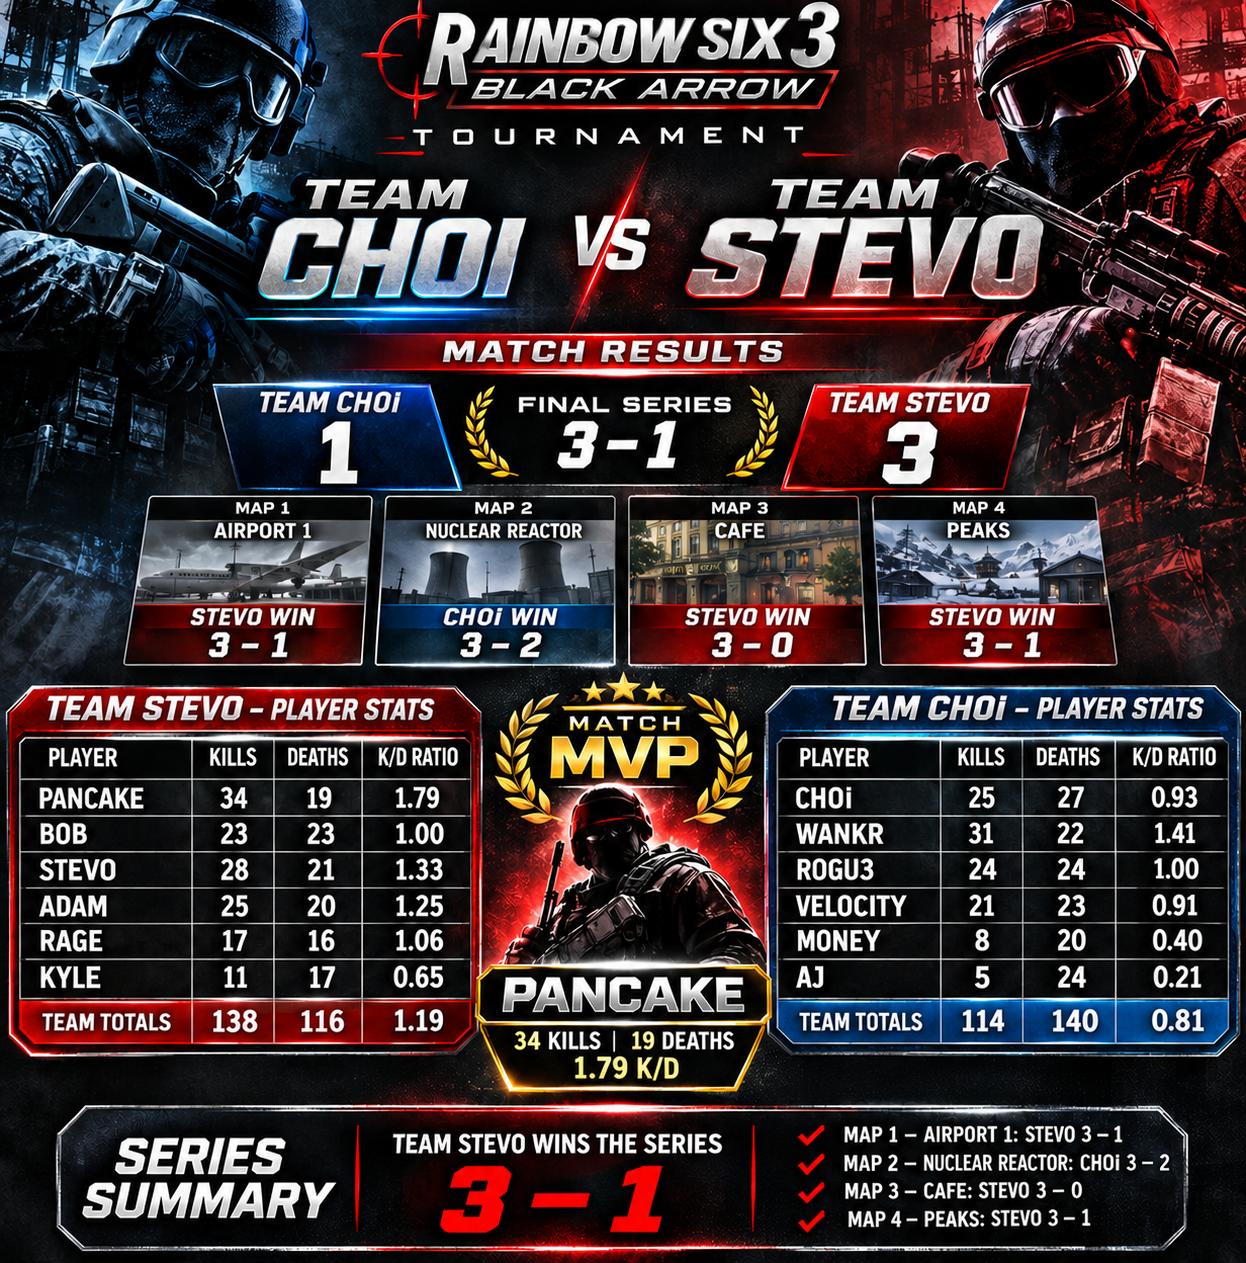 RAINBOW SIX 3
BLACK ARROW
TOURNAMENT
TEAM CHOI
VS
TEAM STEVO
MATCH RESULTS
TEAM CHOi
1
FINAL SERIES
3 – 1
TEAM STEVO
3
MAP 1
AIRPORT 1
STEVO WIN
3 – 1
MAP 2
NUCLEAR REACTOR
CHOi WIN
3 – 2
MAP 3
CAFE
STEVO WIN
3 – 0
MAP 4
PEAKS
STEVO WIN
3 – 1
TEAM STEVO – PLAYER STATS
PLAYER KILLS DEATHS K/D RATIO
PANCAKE 34 19 1.79
BOB 23 23 1.00
STEVO 28 21 1.33
ADAM 25 20 1.25
RAGE 17 16 1.06
KYLE 11 17 0.65
TEAM TOTALS 138 116 1.19
MATCH
MVP
PANCAKE
34 KILLS | 19 DEATHS
1.79 K/D
TEAM CHOi – PLAYER STATS
PLAYER KILLS DEATHS K/D RATIO
CHOi 25 27 0.93
WANKR 31 22 1.41
ROGU3 24 24 1.00
VELOCITY 21 23 0.91
MONEY 8 20 0.40
AJ 5 24 0.21
TEAM TOTALS 114 140 0.81
SERIES
SUMMARY
TEAM STEVO WINS THE SERIES
3 – 1
MAP 1 – AIRPORT 1: STEVO 3 – 1
MAP 2 – NUCLEAR REACTOR: CHOi 3 – 2
MAP 3 – CAFE: STEVO 3 – 0
MAP 4 – PEAKS: STEVO 3 – 1